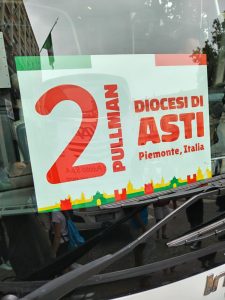 2
PULLMAN
DIOCESI DI
ASTI
Piemonte, Italia